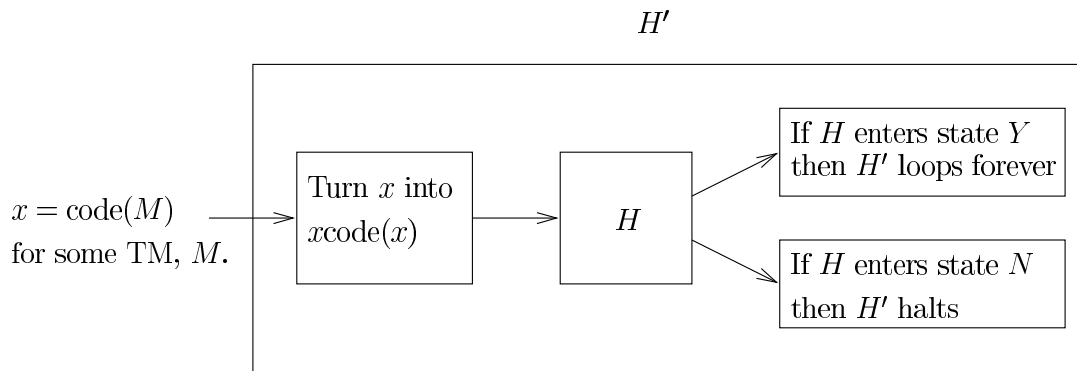 H′
x = code(M)
for some TM, M.
Turn x into
xcode(x)
H
If H enters state Y
then H′ loops forever
If H enters state N
then H′ halts